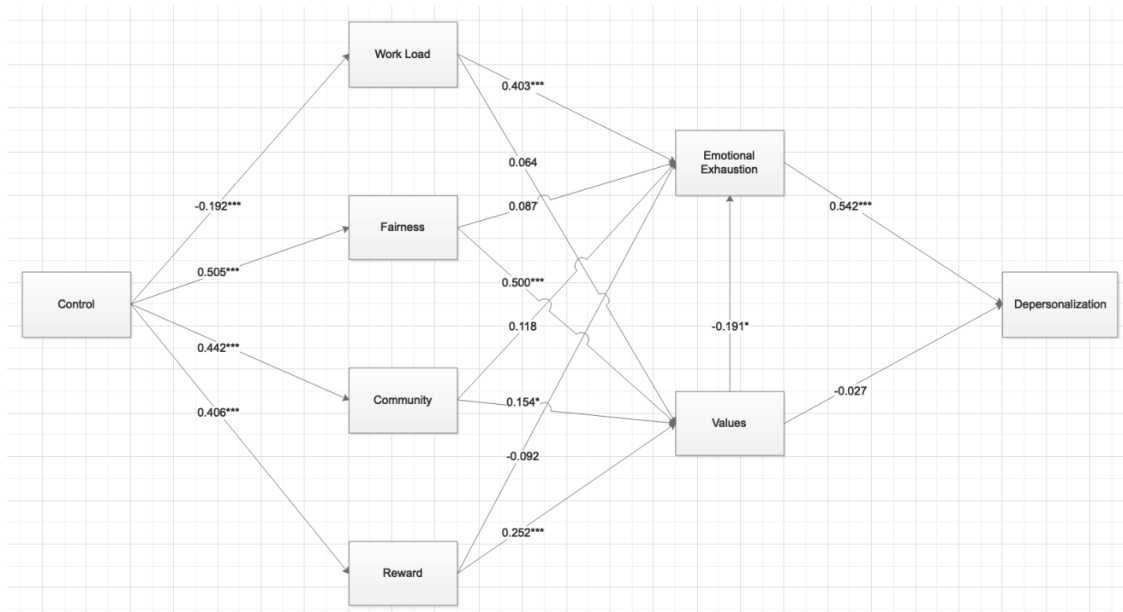 Work Load
0.403***
Emotional
Exhaustion
0.064
0.542***
-0.192***
Fairness
0.087
0.505***
0.500***
Control
Depersonalization
0.118
-0.191*
0.442***
Community
0.154*
Values
-0.027
0.406***
-0.092
0.252***
Reward